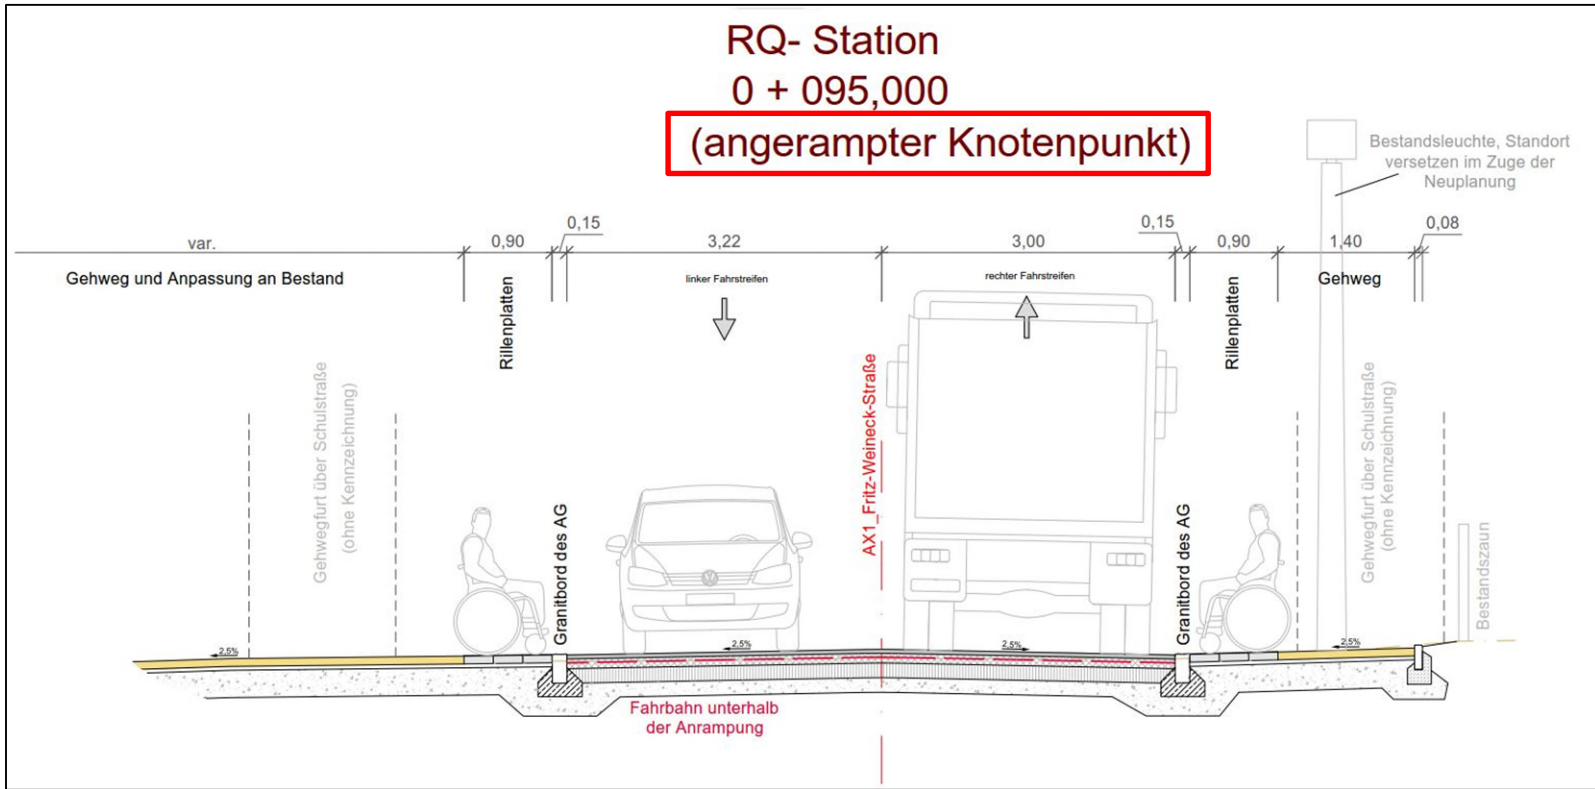 RQ- Station
0 + 095,000
(angerampter Knotenpunkt)
Bestandsleuchte, Standort
versetzen im Zuge der
Neuplanung
var.
0,90
0,15
3,22
3,00
0,15
0,90
1,40
0,08
Gehweg und Anpassung an Bestand
Rillenplatten
linker Fahrstreifen
rechter Fahrstreifen
Rillenplatten
Gehweg
Gehwegfurt über Schulstraße
(ohne Kennzeichnung)
Granitbord des AG
AX1_Fritz-Weineck-Straße
Granitbord des AG
Gehwegfurt über Schulstraße
(ohne Kennzeichnung)
Bestandszaun
2,5%
2,5%
2,5%
2,5%
Fahrbahn unterhalb
der Anrampung